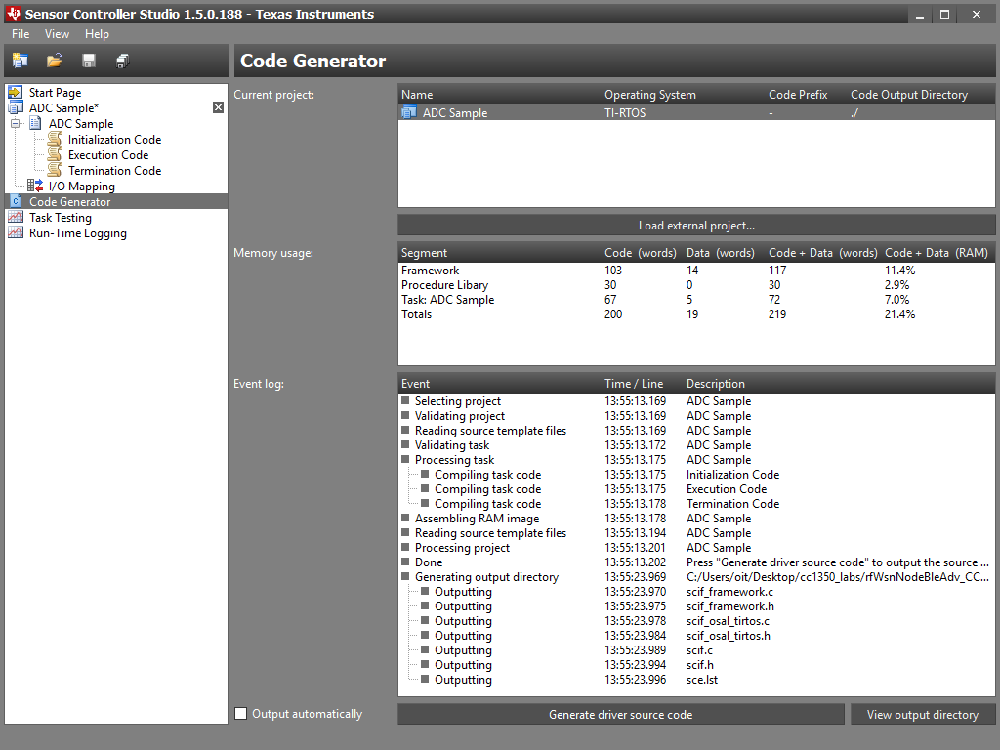 Sensor Controller Studio 1.5.0.188 - Texas Instruments
File View Help
Code Generator
Start Page
ADC Sample*
ADC Sample
Initialization Code
Execution Code
Termination Code
I/O Mapping
Code Generator
Task Testing
Run-Time Logging
Current project:
Name Operating System Code Prefix Code Output Directory
ADC Sample TI-RTOS - ./
Load external project...
Memory usage:
Segment Code (words) Data (words) Code + Data (words) Code + Data (RAM)
Framework 103 14 117 11.4%
Procedure Libary 30 0 30 2.9%
Task: ADC Sample 67 5 72 7.0%
Totals 200 19 219 21.4%
Event log:
Event Time / Line Description
Selecting project 13:55:13.169 ADC Sample
Validating project 13:55:13.169 ADC Sample
Reading source template files 13:55:13.169 ADC Sample
Validating task 13:55:13.172 ADC Sample
Processing task 13:55:13.175 ADC Sample
Compiling task code 13:55:13.175 Initialization Code
Compiling task code 13:55:13.175 Execution Code
Compiling task code 13:55:13.178 Termination Code
Assembling RAM image 13:55:13.178 ADC Sample
Reading source template files 13:55:13.194 ADC Sample
Processing project 13:55:13.201 ADC Sample
Done 13:55:13.202 Press "Generate driver source code" to output the source ...
Generating output directory 13:55:23.969 C:/Users/oit/Desktop/cc1350_labs/rfWsnNodeBleAdv_CC...
Outputting 13:55:23.970 scif_framework.c
Outputting 13:55:23.975 scif_framework.h
Outputting 13:55:23.978 scif_osal_tirtos.c
Outputting 13:55:23.984 scif_osal_tirtos.h
Outputting 13:55:23.989 scif.c
Outputting 13:55:23.994 scif.h
Outputting 13:55:23.996 sce.lst
Output automatically
Generate driver source code
View output directory